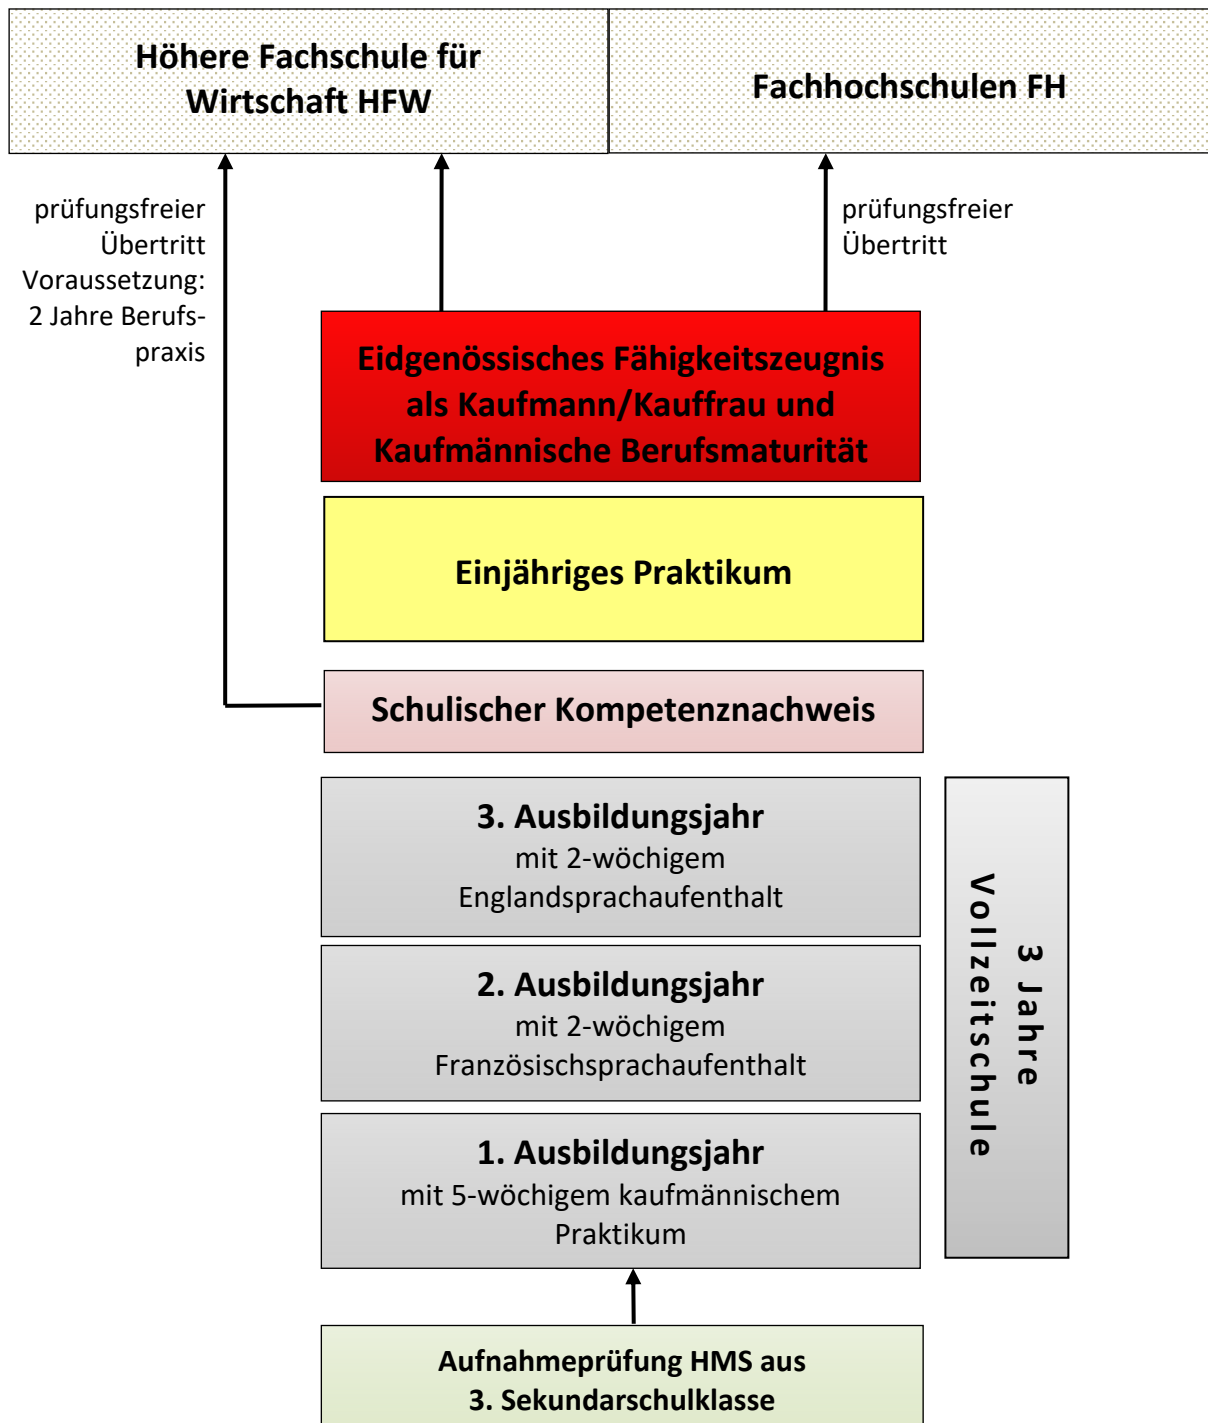 Höhere Fachschule für
Wirtschaft HFW
Fachhochschulen FH
prüfungsfreier
Übertritt
Voraussetzung:
2 Jahre Berufs-
praxis
prüfungsfreier
Übertritt
Eidgenössisches Fähigkeitszeugnis
als Kaufmann/Kauffrau und
Kaufmännische Berufsmaturität
Einjähriges Praktikum
Schulischer Kompetenznachweis
3. Ausbildungsjahr
mit 2-wöchigem
Englandsprachaufenthalt
2. Ausbildungsjahr
mit 2-wöchigem
Französischsprachaufenthalt
1. Ausbildungsjahr
mit 5-wöchigem kaufmännischem
Praktikum
3 Jahre
Vollzeitschule
Aufnahmeprüfung HMS aus
3. Sekundarschulklasse